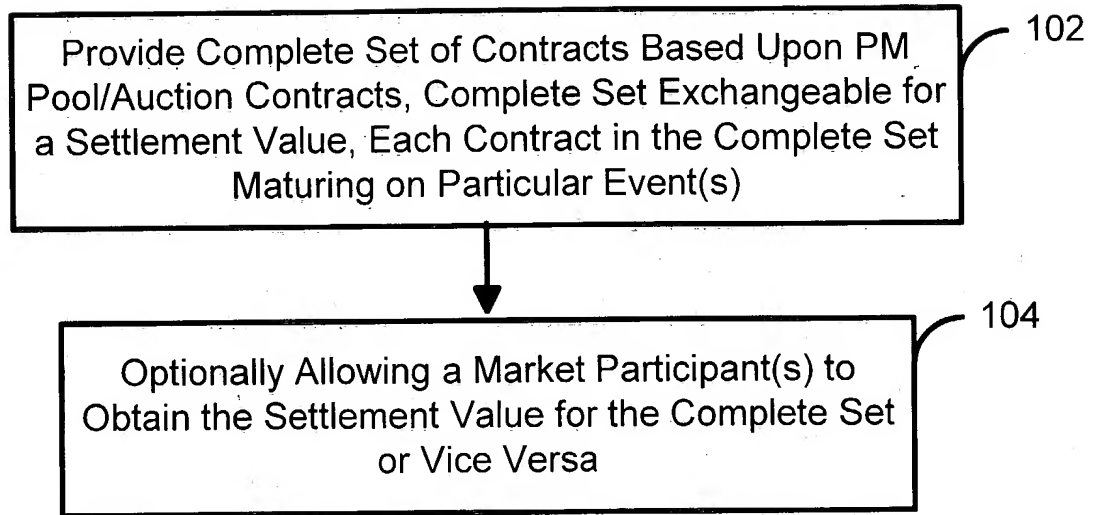 Provide Complete Set of Contracts Based Upon PM
Pool/Auction Contracts, Complete Set Exchangeable for
a Settlement Value, Each Contract in the Complete Set
Maturing on Particular Event(s)
102
Optionally Allowing a Market Participant(s) to
Obtain the Settlement Value for the Complete Set
or Vice Versa
104